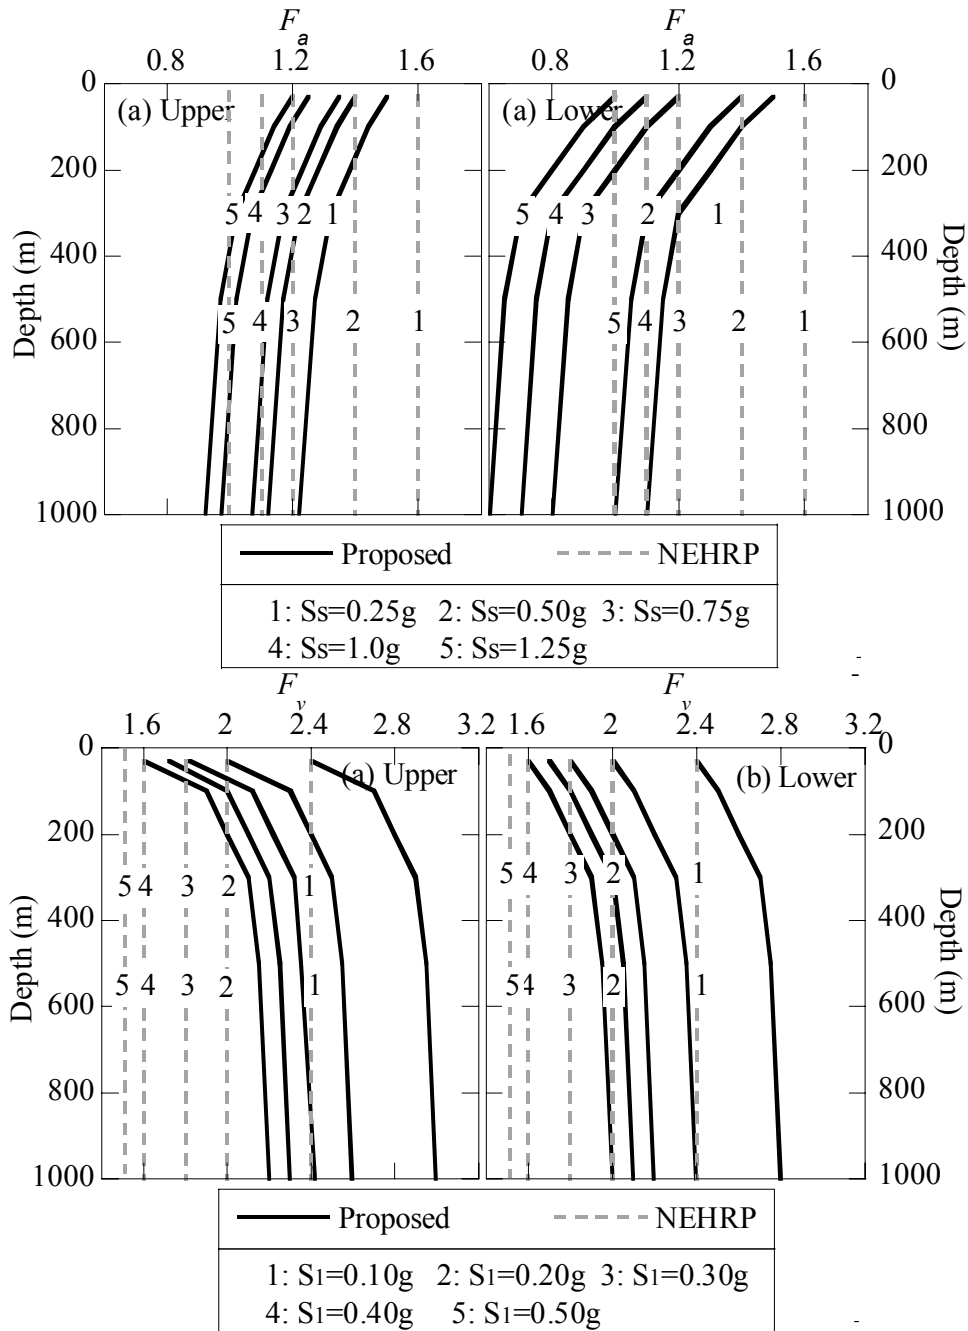 F a F a
0.8 1.2 1.6 0.8 1.2 1.6
0 (a) Upper (a) Lower 0
200 200
5 4 3 2 1 5 4 3 2 1
400 400
5 4 3 2 1 5 4 3 2 1
600 600
800 800
1000 1000
Depth (m) Depth (m)
Proposed NEHRP
1: Ss=0.25g 2: Ss=0.50g 3: Ss=0.75g
4: Ss=1.0g 5: Ss=1.25g
F v F v
1.6 2 2.4 2.8 3.2 1.6 2 2.4 2.8 3.2
0 (a) Upper (b) Lower 0
200 200
5 4 3 2 1 5 4 3 2 1
400 400
5 4 3 2 1 5 4 3 2 1
600 600
800 800
1000 1000
Depth (m) Depth (m)
Proposed NEHRP
1: S1=0.10g 2: S1=0.20g 3: S1=0.30g
4: S1=0.40g 5: S1=0.50g